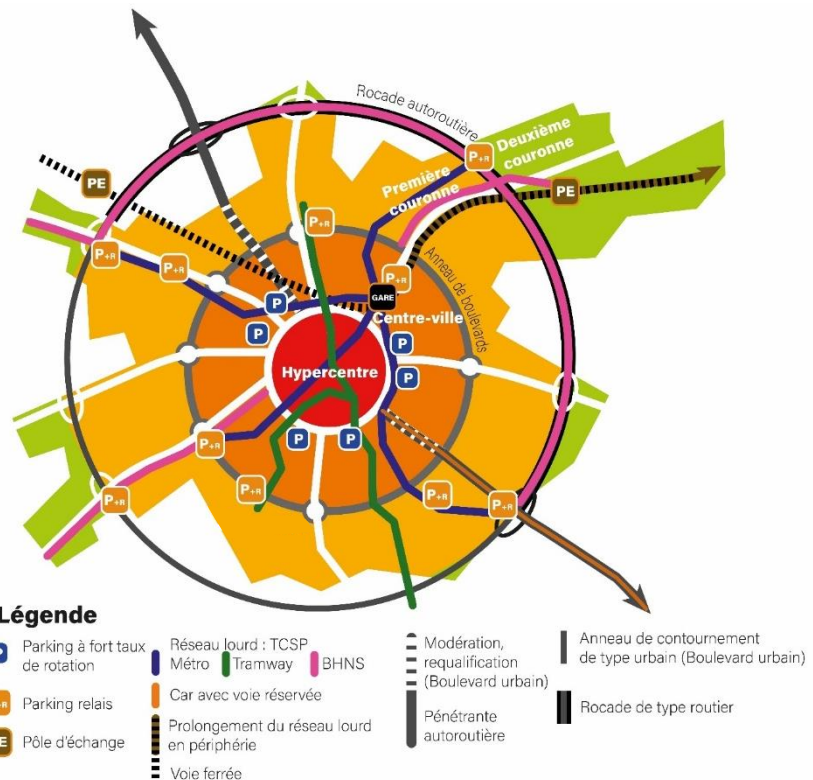 Rocade autoroutière
P+R
Deuxième
couronne
PE
Première
couronne
PE
P+R
P+R
P+R
P+R
Anneau de boulevards
P
GARE
Centre-ville
P
P
Hypercentre
P
P+R
P
P
P+R
P+R
P+R
P+R
Légende
P
Parking à fort taux
de rotation
+R
Parking relais
PE
Pôle d'échange
Réseau lourd : TCSP
Métro
Tramway
BHNS
Car avec voie réservée
Prolongement du réseau lourd
en périphérie
Voie ferrée
Modération,
requalification
(Boulevard urbain)
Pénétrante
autoroutière
Anneau de contournement
de type urbain (Boulevard urbain)
Rocade de type routier